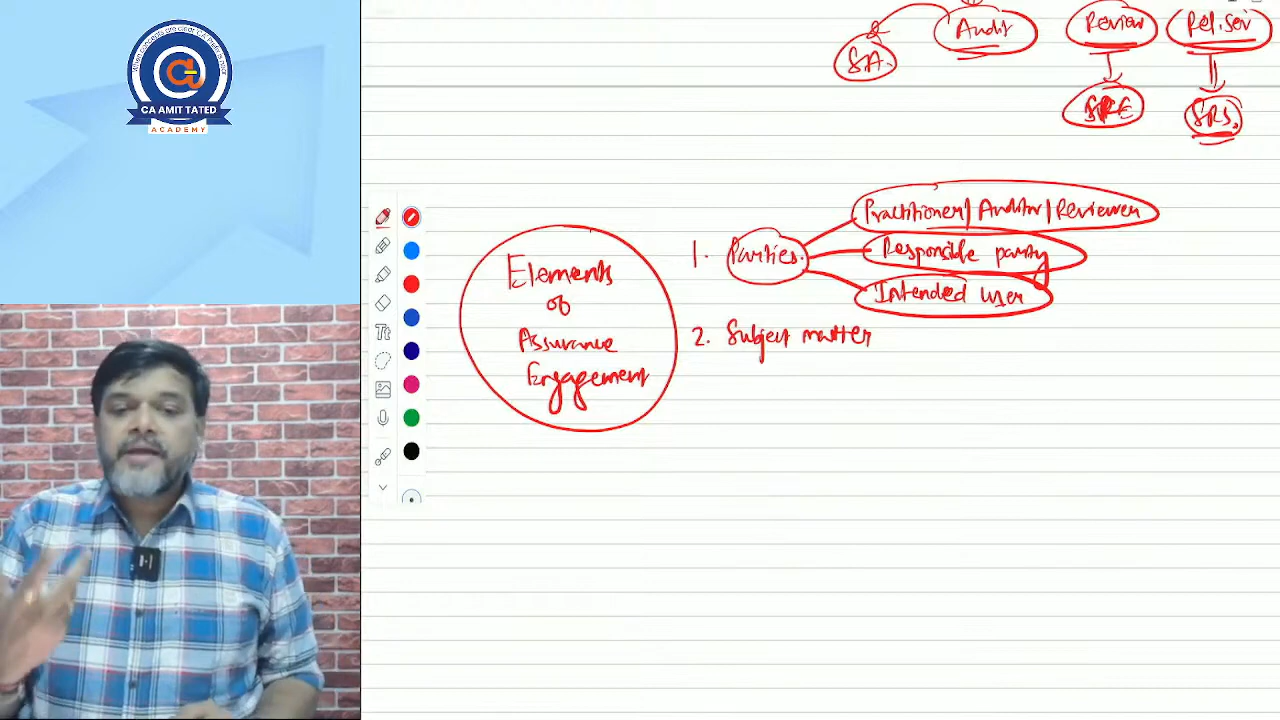 CA AMIT TATED
ACADEMY
Audit
Review
Rel. Ser
SA.
SRE
SRS.
Elements
of
Assurance
Engagement
1. Parties.
Practitioner/Auditor/Reviewer
Responsible party
Intended user
2. Subject matter
Tt